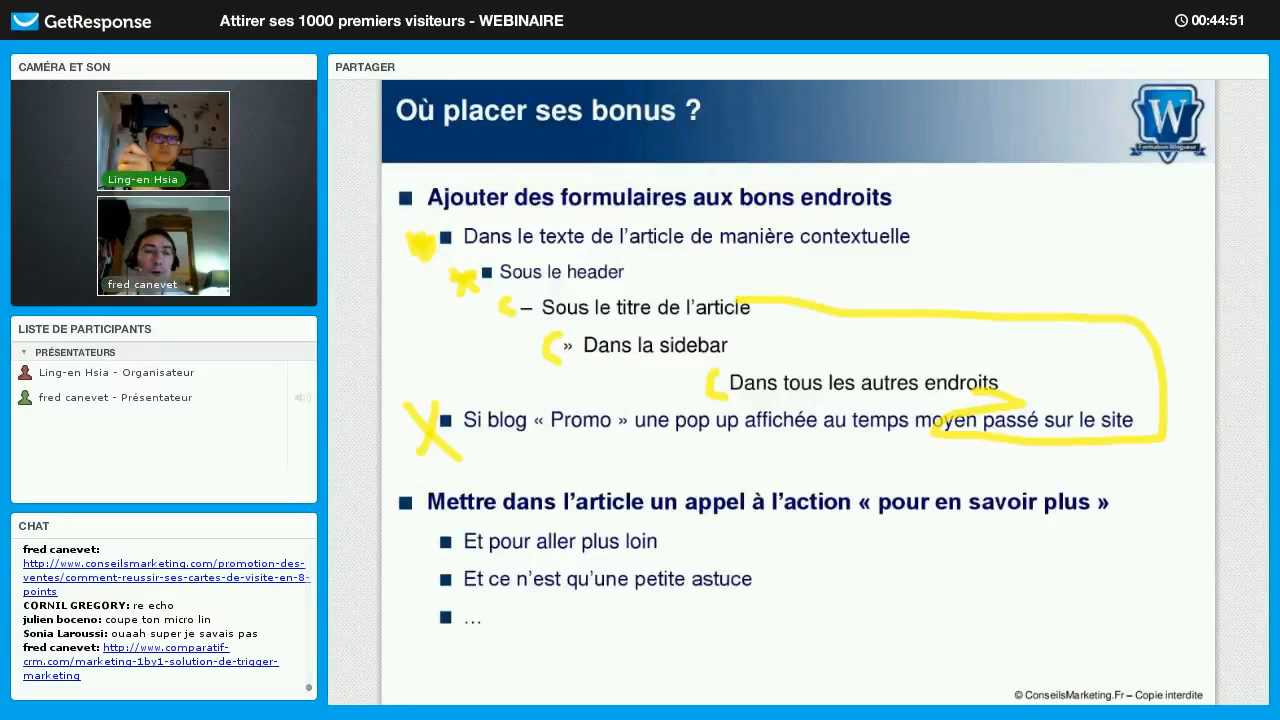 GetResponse
Attirer ses 1000 premiers visiteurs - WEBINAIRE
00:44:51
CAMÉRA ET SON
Ling-en Hsia
fred canevet
LISTE DE PARTICIPANTS
PRÉSENTATEURS
Ling-en Hsia - Organisateur
fred canevet - Présentateur
CHAT
fred canevet:
http://www.conseilsmarketing.com/promotion-des-
ventes/comment-reussir-ses-cartes-de-visite-en-8-
points
CORNIL GREGORY: re echo
julien boceno: coupe ton micro lin
Sonia Laroussi: ouaah super je savais pas
fred canevet: http://www.comparatif-
crm.com/marketing-1by1-solution-de-trigger-
marketing
PARTAGER
Où placer ses bonus ?
W
Formation Blogueur
Ajouter des formulaires aux bons endroits
Dans le texte de l’article de manière contextuelle
Sous le header
– Sous le titre de l’article
» Dans la sidebar
Dans tous les autres endroits
Si blog « Promo » une pop up affichée au temps moyen passé sur le site
Mettre dans l’article un appel à l’action « pour en savoir plus »
Et pour aller plus loin
Et ce n’est qu’une petite astuce
…
© ConseilsMarketing.Fr – Copie interdite